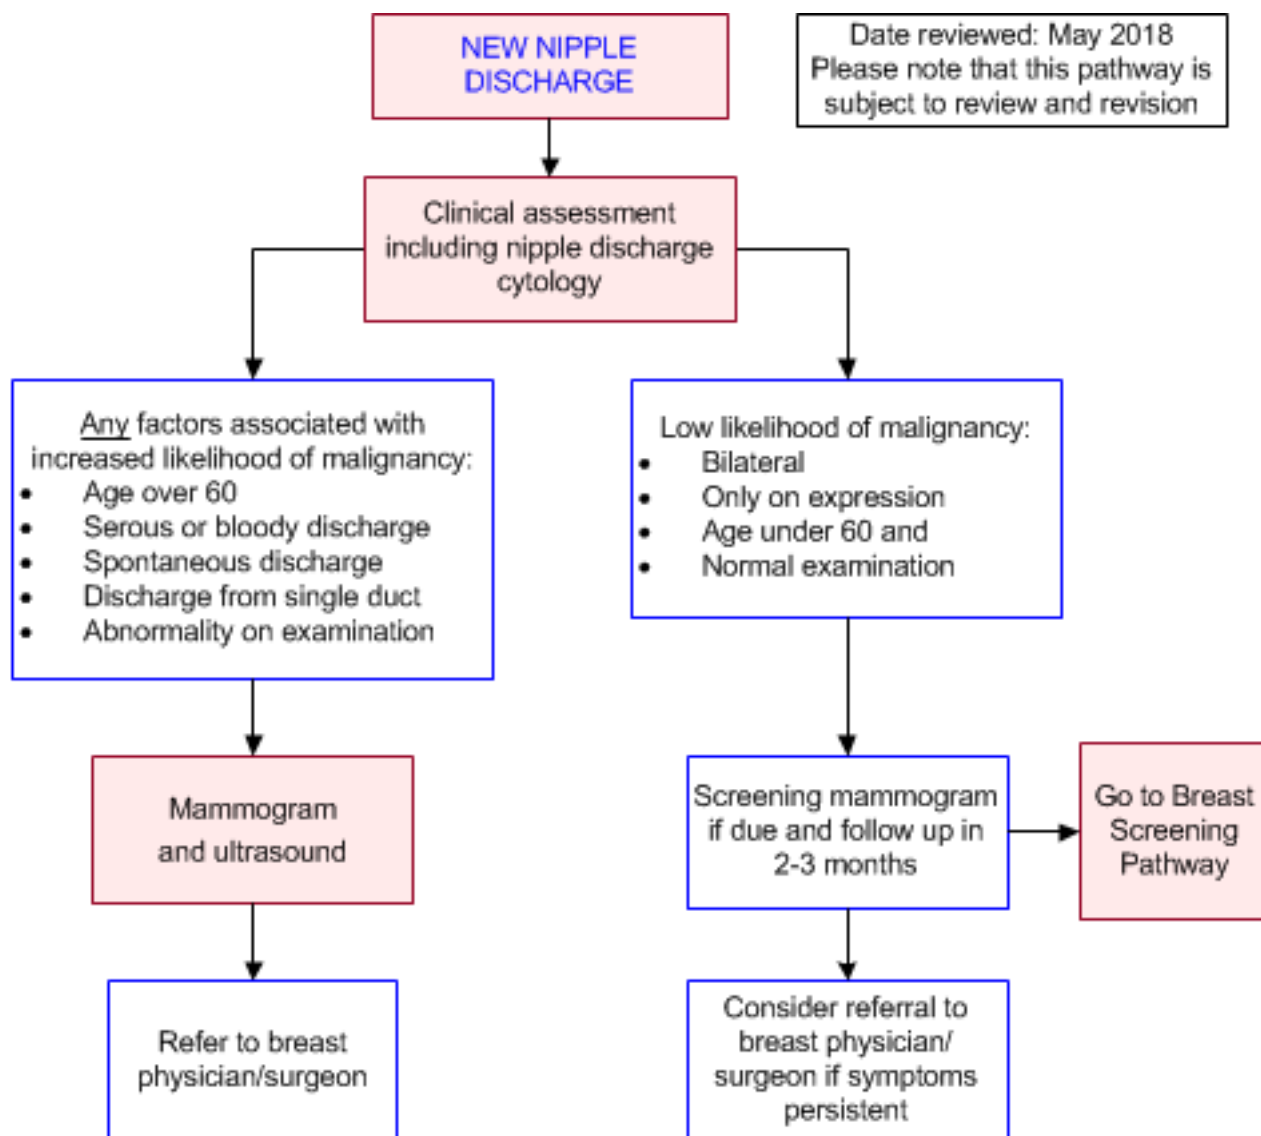 NEW NIPPLE
DISCHARGE
Date reviewed: May 2018
Please note that this pathway is
subject to review and revision
Clinical assessment
including nipple discharge
cytology
Any factors associated with
increased likelihood of malignancy:
• Age over 60
• Serous or bloody discharge
• Spontaneous discharge
• Discharge from single duct
• Abnormality on examination
Low likelihood of malignancy:
• Bilateral
• Only on expression
• Age under 60 and
• Normal examination
Mammogram
and ultrasound
Screening mammogram
if due and follow up in
2-3 months
Go to Breast
Screening
Pathway
Refer to breast
physician/surgeon
Consider referral to
breast physician/
surgeon if symptoms
persistent